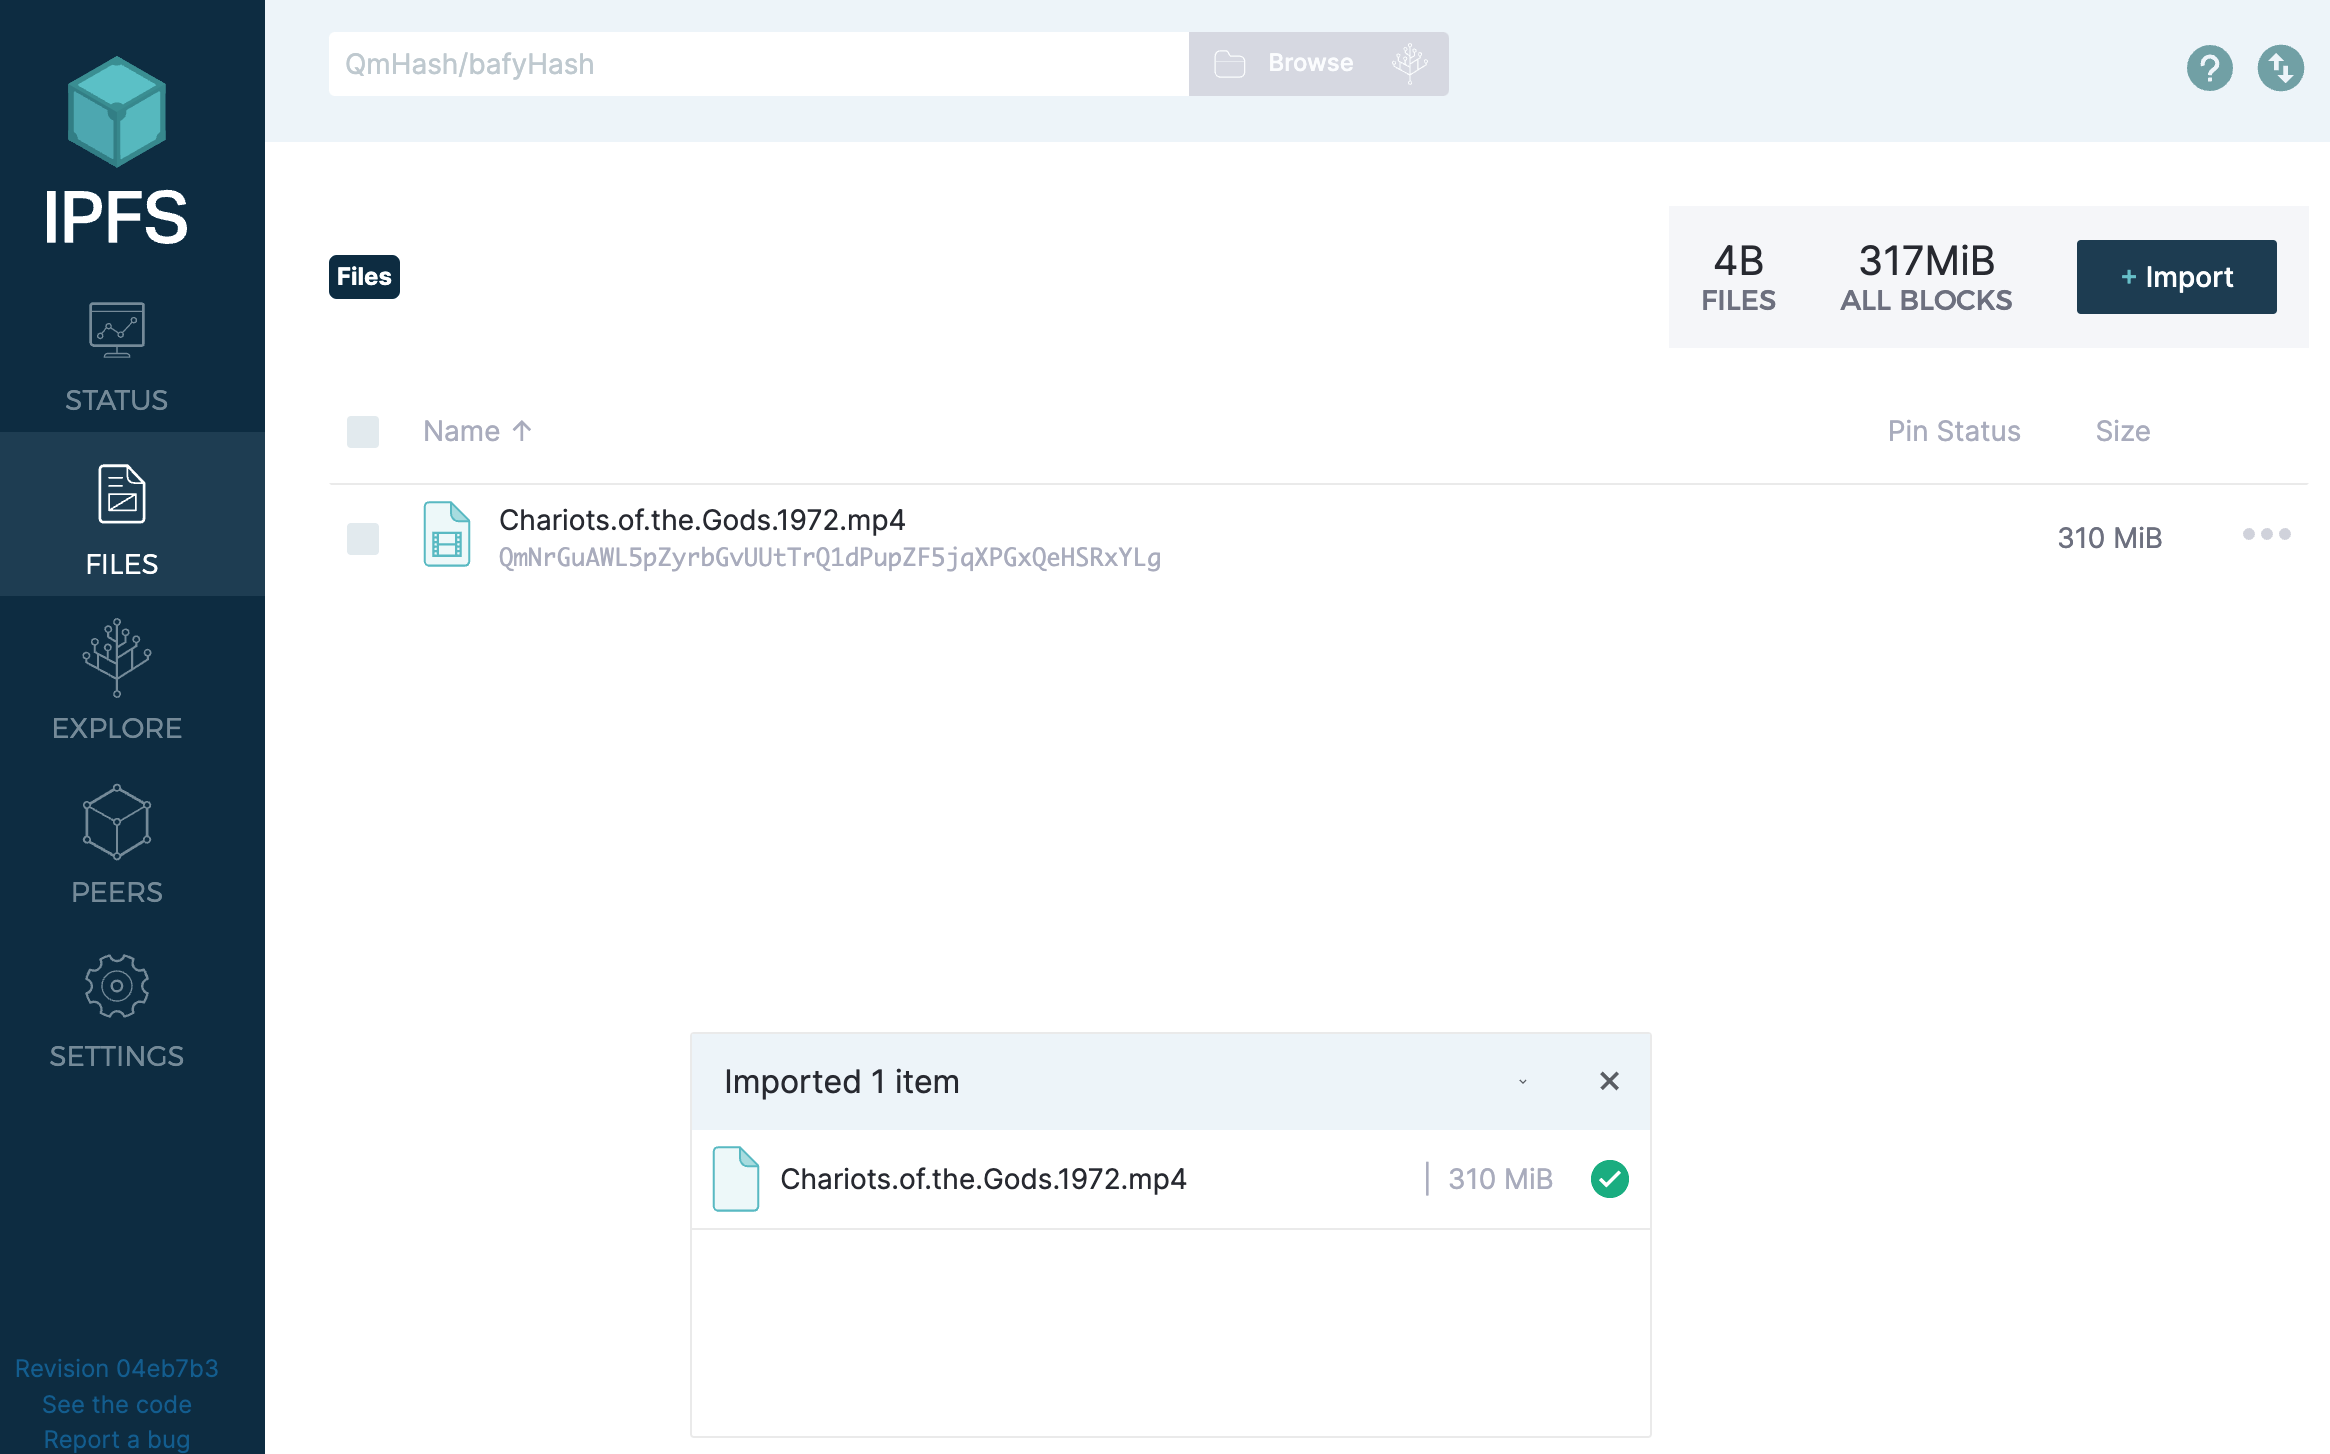 IPFS
STATUS
FILES
EXPLORE
PEERS
SETTINGS
Revision 04eb7b3
See the code
Report a bug
QmHash/bafyHash
Browse
Files
4B
FILES
317MiB
ALL BLOCKS
+ Import
Name ↑
Pin Status
Size
Chariots.of.the.Gods.1972.mp4
QmNrGuAWL5pZyrbGvUUtTrQ1dPupZF5jqXPGxQeHSRxYLg
310 MiB
Imported 1 item
Chariots.of.the.Gods.1972.mp4
310 MiB